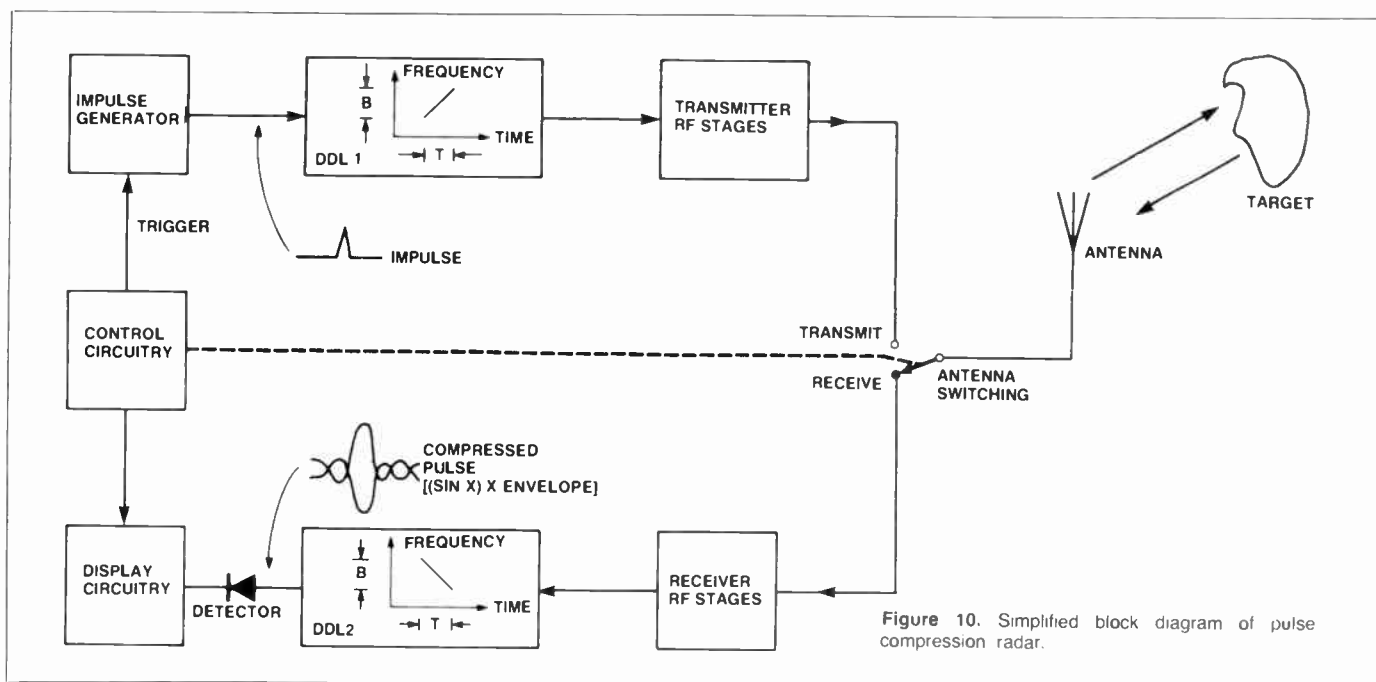 IMPULSE
GENERATOR
FREQUENCY
B
TIME
T
DDL 1
TRANSMITTER
RF STAGES
TARGET
TRIGGER
IMPULSE
ANTENNA
CONTROL
CIRCUITRY
TRANSMIT
RECEIVE
ANTENNA
SWITCHING
COMPRESSED
PULSE
[(SIN X) X ENVELOPE]
DISPLAY
CIRCUITRY
DETECTOR
FREQUENCY
B
TIME
T
DDL2
RECEIVER
RF STAGES
Figure 10. Simplified block diagram of pulse
compression radar.